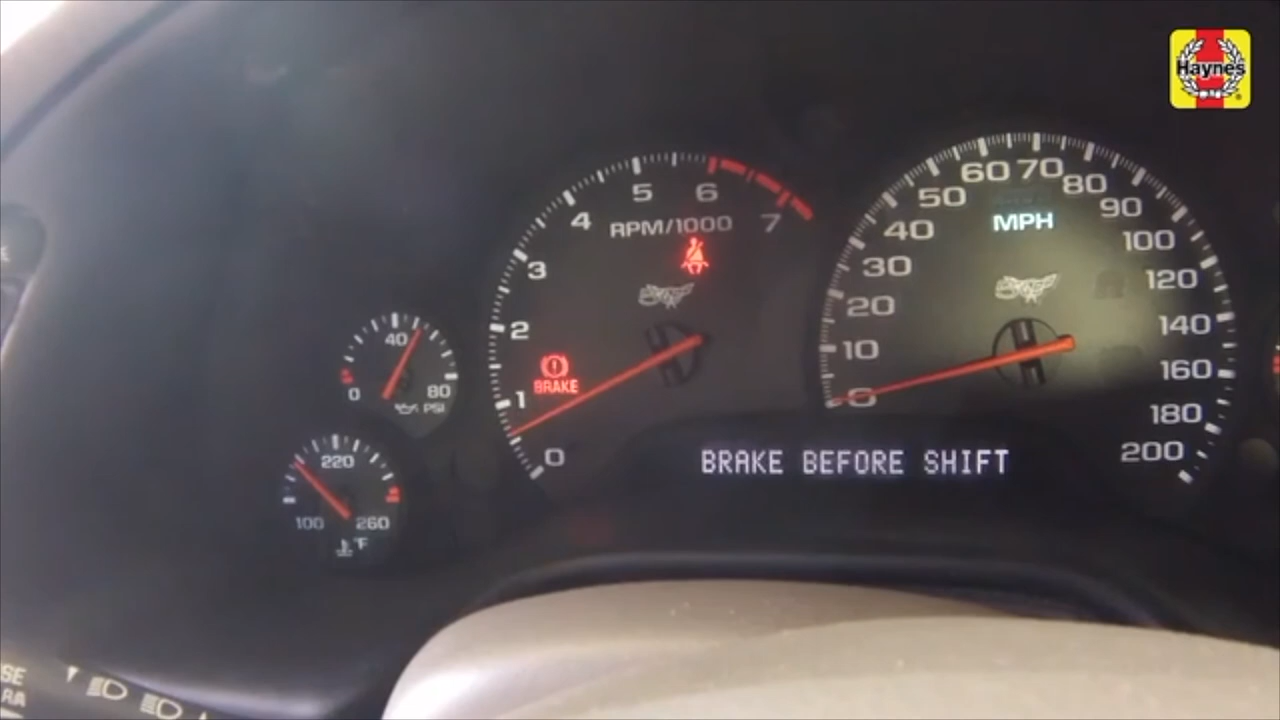 Haynes
5 6
4 RPM/1000 7
3
2
BRAKE
1
0
60 70
50 80
40 MPH 90
30 100
20 120
10 140
0 160
180
200
BRAKE BEFORE SHIFT
40
0 80
PSI
220
100 260
°F